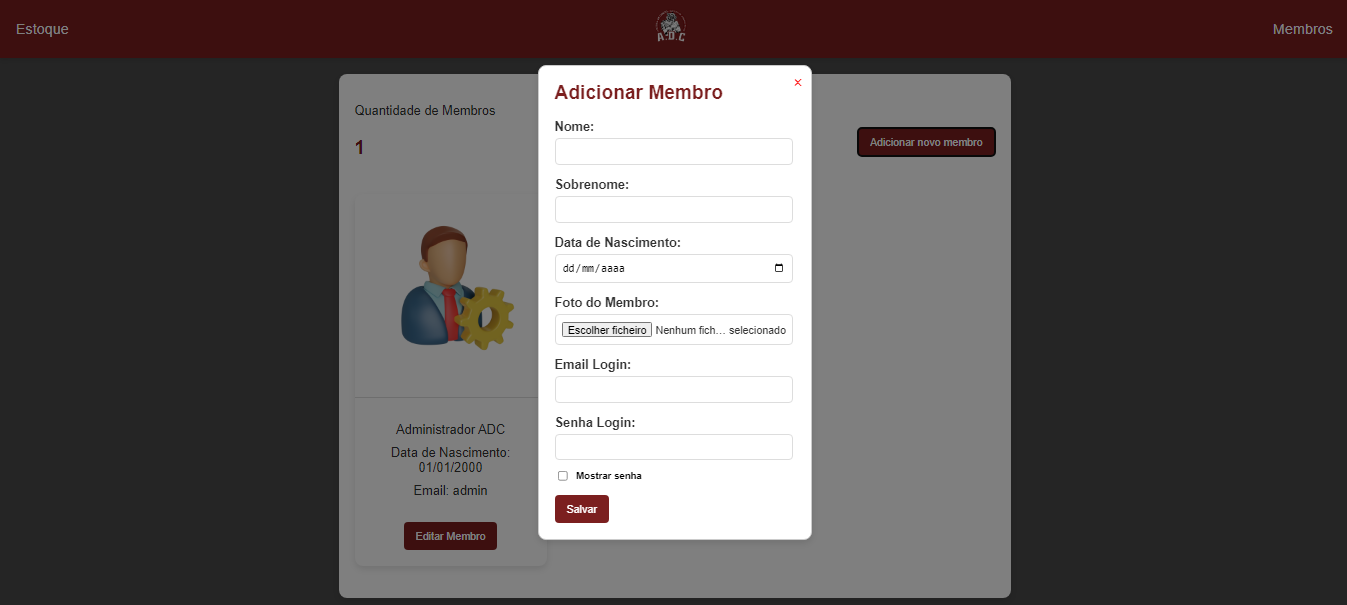 Estoque
A.D.C
Membros
Quantidade de Membros
1
Adicionar novo membro
Administrador ADC
Data de Nascimento:
01/01/2000
Email: admin
Editar Membro
Adicionar Membro
×
Nome:
Sobrenome:
Data de Nascimento:
dd/mm/aaaa
Foto do Membro:
Escolher ficheiro Nenhum fich... selecionado
Email Login:
Senha Login:
Mostrar senha
Salvar